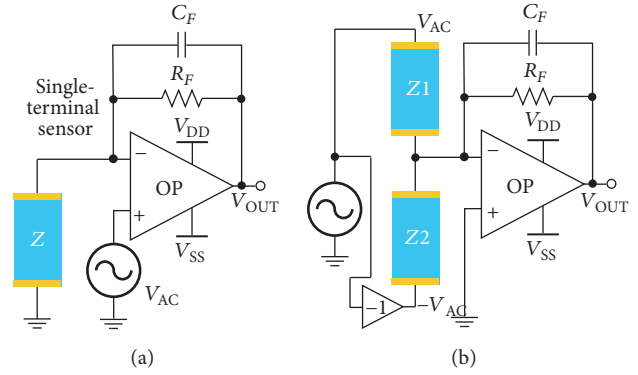 C_F
R_F
Single-
terminal
sensor
V_DD
−
OP
+
V_OUT
V_SS
Z
V_AC
(a)
V_AC
C_F
Z1
R_F
V_DD
−
OP
+
V_OUT
V_SS
Z2
−1
−V_AC
(b)